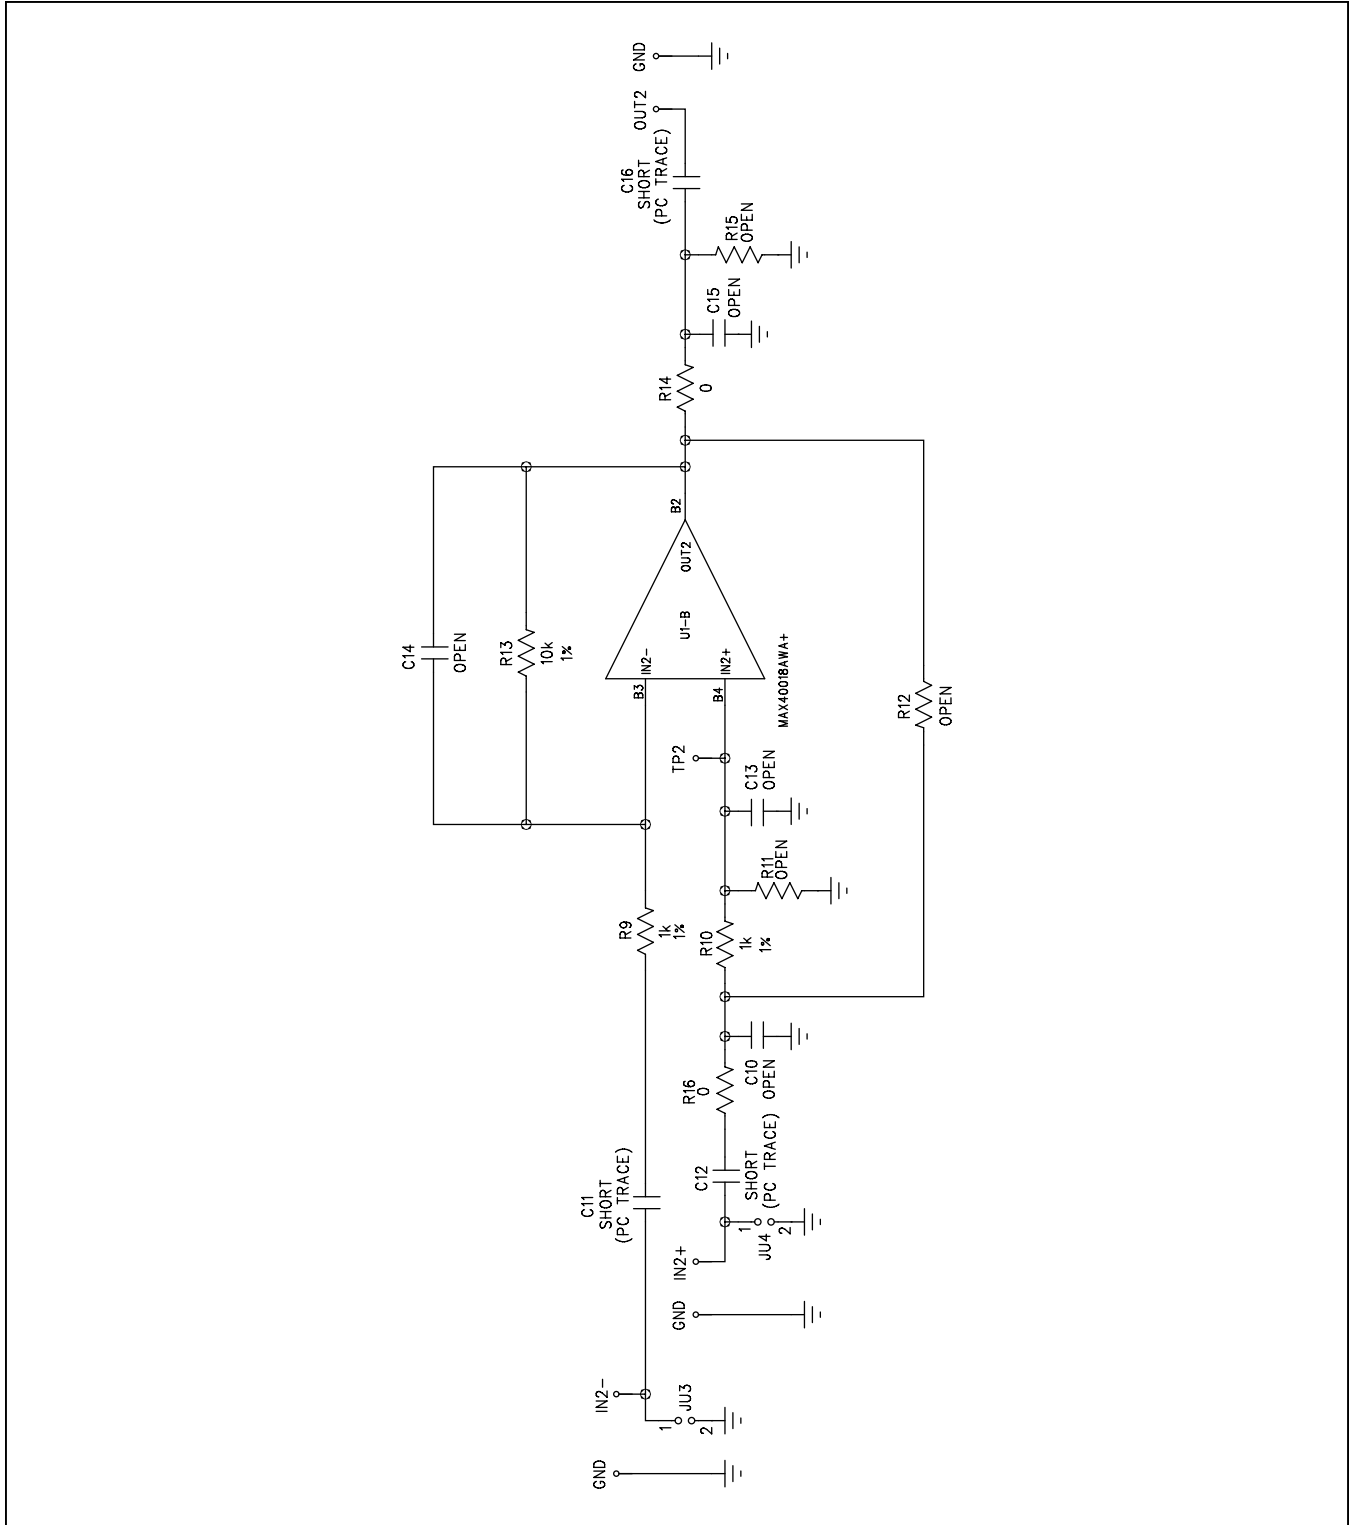 GND
OUT2
C16
SHORT
(PC TRACE)
R15
OPEN
C15
OPEN
R14
0
B2
OUT2
U1-B
IN2-
B3
IN2+
B4
MAX40018AWA+
C14
OPEN
R13
10k
1%
R12
OPEN
TP2
C13
OPEN
R11
OPEN
R9
1k
1%
R10
1k
1%
C10
OPEN
R16
0
C12
SHORT
(PC TRACE)
C11
SHORT
(PC TRACE)
IN2+
1
2
JU4
GND
IN2-
JU3
1
2
GND